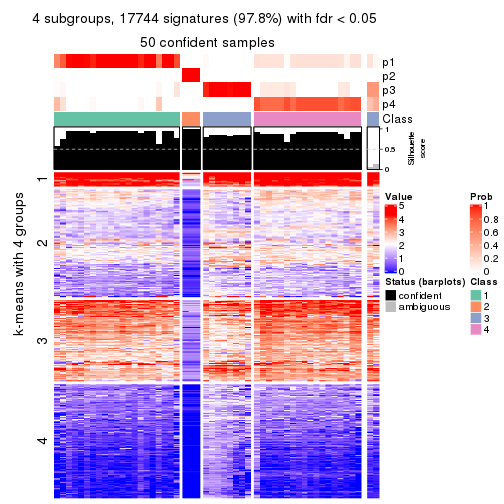 4 subgroups, 17744 signatures (97.8%) with fdr < 0.05
50 confident samples
p1
p2
p3
p4
Class
1
0.5
0
Silhouette
score
k-means with 4 groups
1
2
3
4
Value
5
4
3
2
1
0
Prob
1
0.8
0.6
0.4
0.2
0
Status (barplots)
confident
ambiguous
Class
1
2
3
4